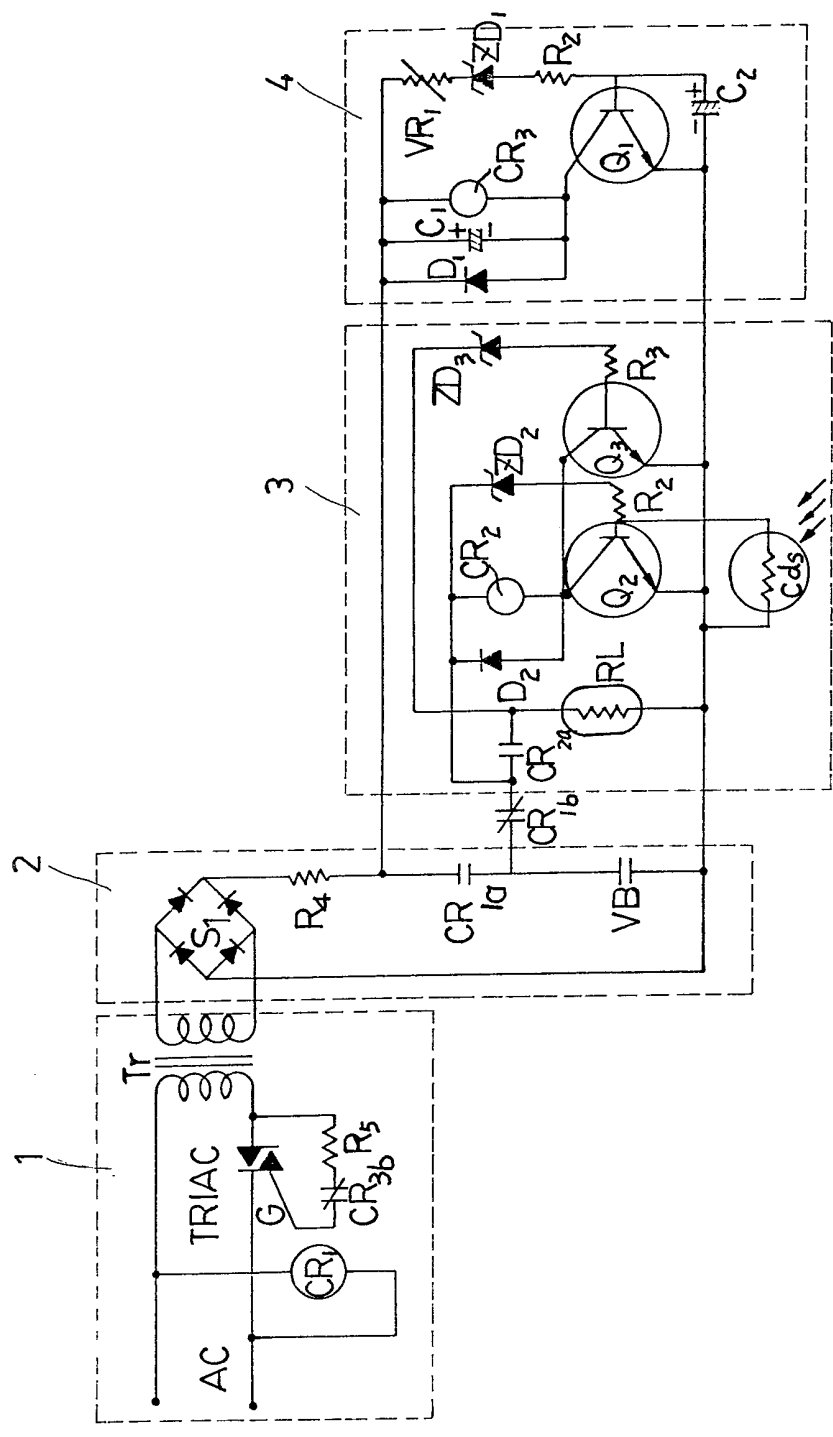 1
AC
TRIAC
Tr
G
CR1
CR3b
R5
2
S1
R4
CR1a
VB
3
CR1b
CR2a
RL
D2
CR2
ZD2
ZD3
Q2
R2
Q3
R3
Cds
4
D1
C1
+
-
CR3
VR1
ZD1
R2
Q1
-
+
C2